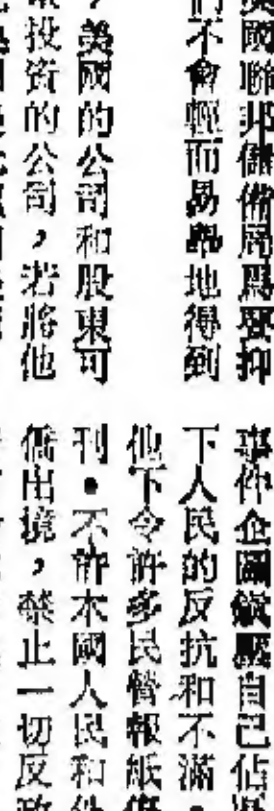 國聯邦儲備局爲要抑
們不會輕而易舉地得到
，美國的公司和股東可
投資的公司，若將他
事件企圖鎮壓自己佔
下人民的反抗和不滿。
他下令許多民營報紙停
刊。不許本國人民和外
僑出境，禁止一切反政